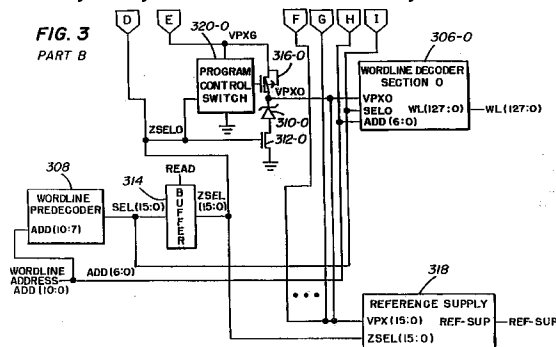 D
E
F
G
H
I
FIG. 3
PART B
320-0
VPXG
316-0
306-0
PROGRAM
CONTROL
SWITCH
VPXO
310-0
312-0
ZSELO
WORDLINE DECODER
SECTION 0
VPXO
SELO
ADD (6:0)
WL(127:0)
WL (127:0)
308
314
READ
WORDLINE
PREDECODER
ADD(10:7)
SEL(15:0)
BUFFER
ZSEL
(15:0)
WORDLINE
ADDRESS
ADD (10:0)
ADD (6:0)
318
REFERENCE SUPPLY
VPX (15:0)
REF-SUP
REF-SUP
ZSEL (15:0)